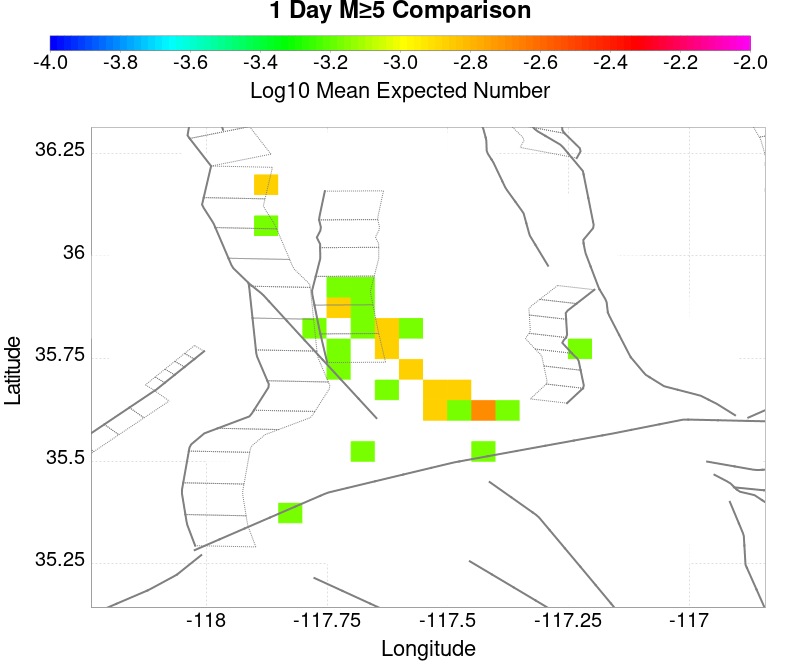 1 Day M≥5 Comparison
-4.0 -3.8 -3.6 -3.4 -3.2 -3.0 -2.8 -2.6 -2.4 -2.2 -2.0
Log10 Mean Expected Number
36.25
36
35.75
35.5
35.25
Latitude
-118 -117.75 -117.5 -117.25 -117
Longitude